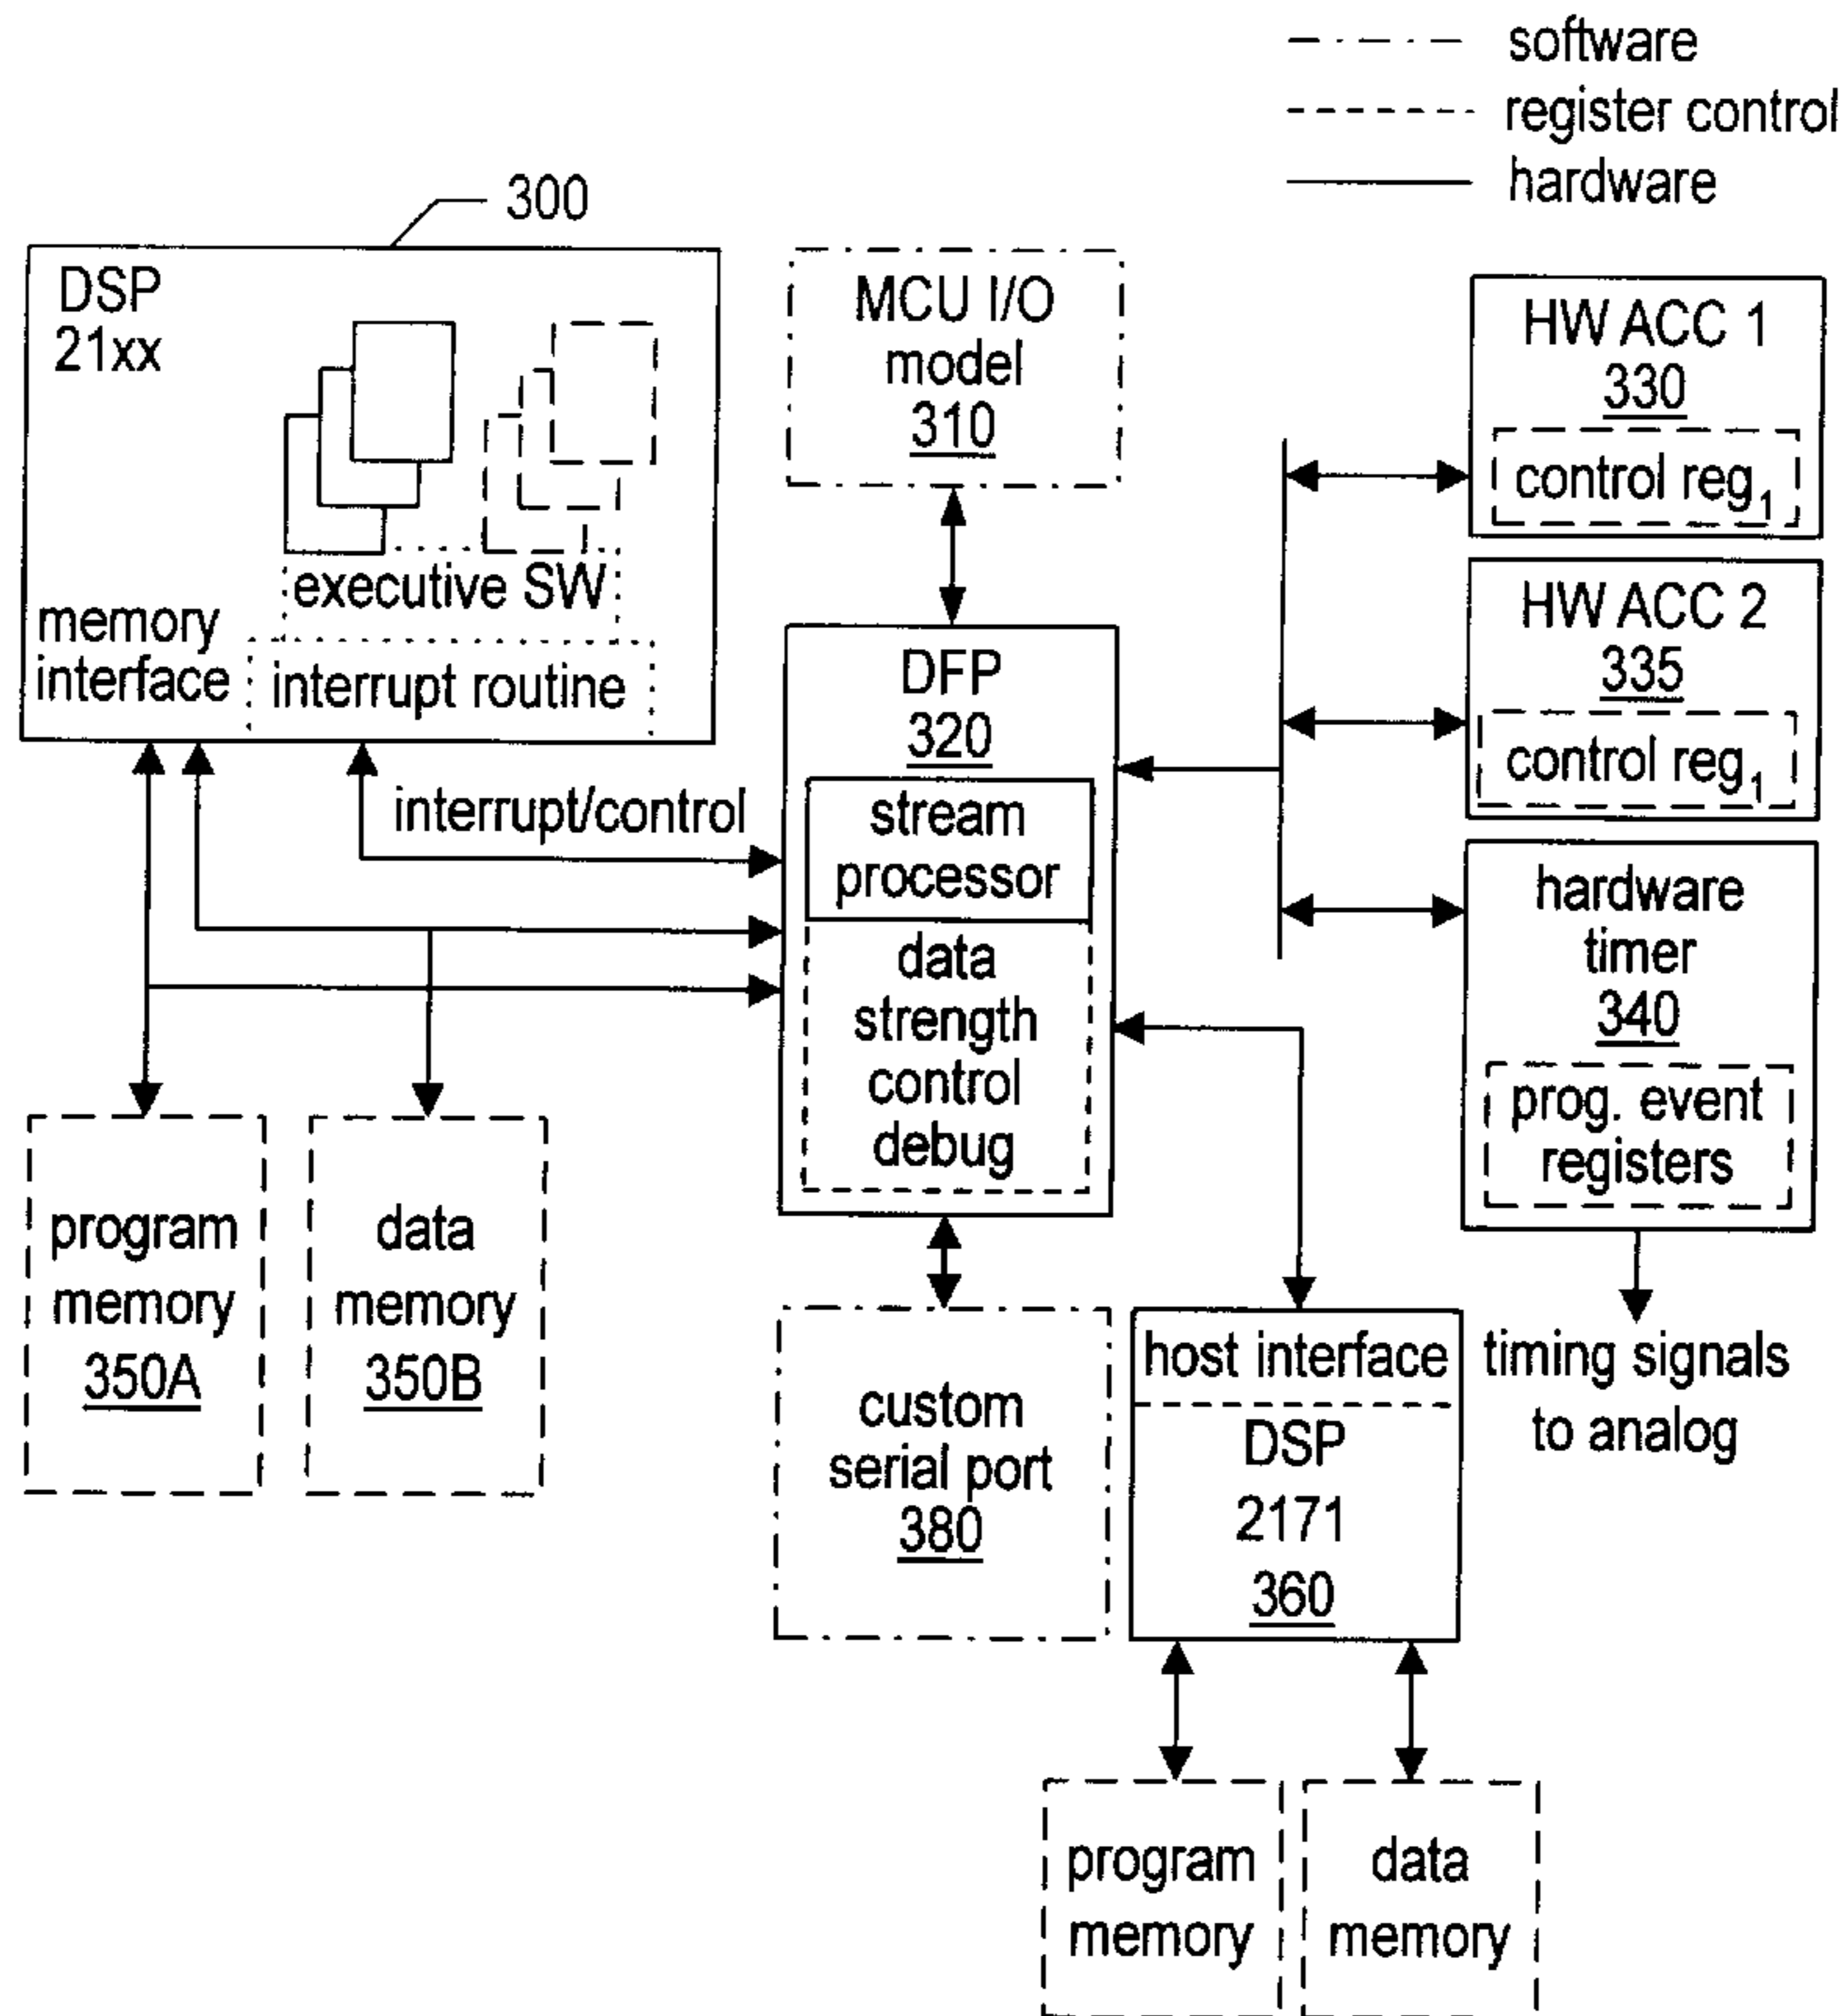 software
register control
hardware
300
DSP
21xx
executive SW
memory
interface
interrupt routine
MCU I/O
model
310
HW ACC 1
330
control reg1
HW ACC 2
335
control reg1
DFP
320
stream
processor
data
strength
control
debug
interrupt/control
hardware
timer
340
prog. event
registers
timing signals
to analog
program
memory
350A
data
memory
350B
custom
serial port
380
host interface
DSP
2171
360
program
memory
data
memory